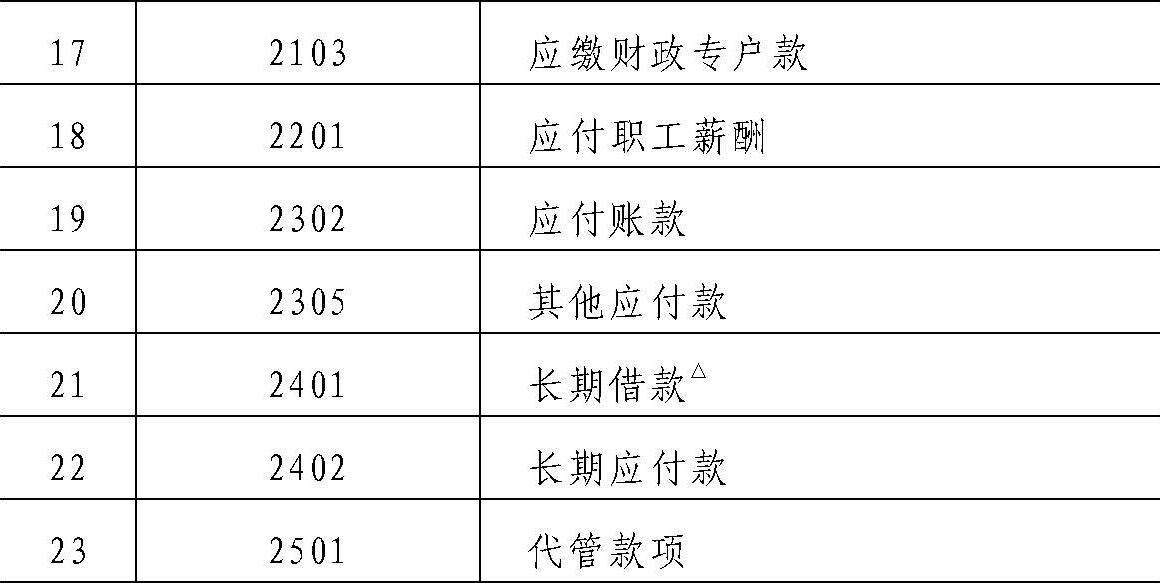 17 2103 应缴财政专户款
18 2201 应付职工薪酬
19 2302 应付账款
20 2305 其他应付款
21 2401 长期借款△
22 2402 长期应付款
23 2501 代管款项